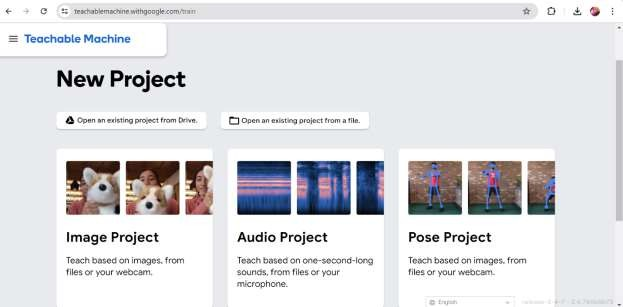 teachablemachine.withgoogle.com/train
Teachable Machine
New Project
Open an existing project from Drive.
Open an existing project from a file.
Image Project
Teach based on images, from
files or your webcam.
Audio Project
Teach based on one-second-long
sounds, from files or your
microphone.
Pose Project
Teach based on images, from
files or your webcam.
English